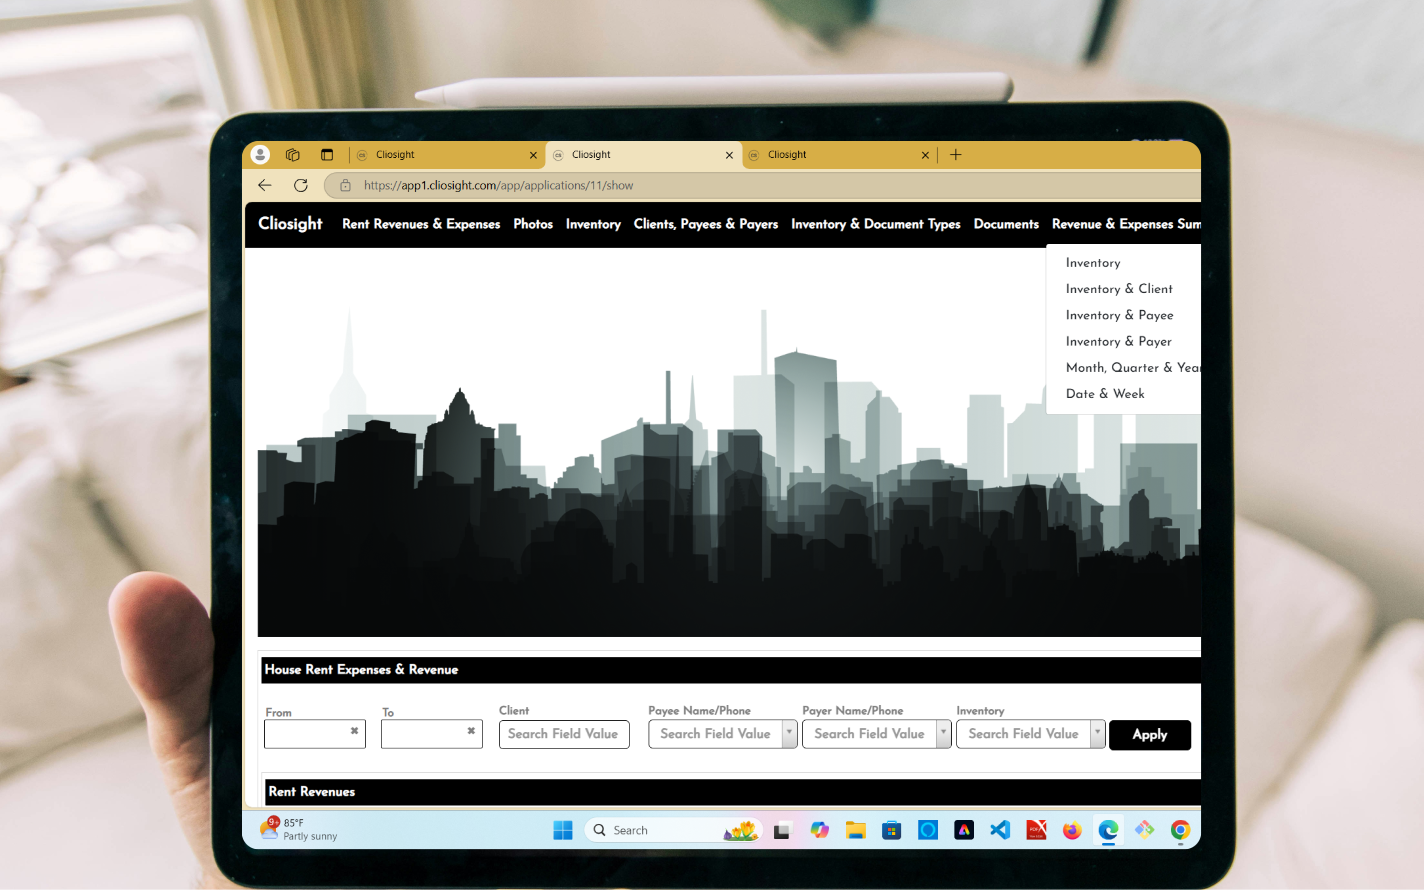 Cliosight
Cliosight
Cliosight
https://app1.cliosight.com/app/applications/11/show
Cliosight Rent Revenues & Expenses Photos Inventory Clients, Payees & Payers Inventory & Document Types Documents Revenue & Expenses Sum
Inventory
Inventory & Client
Inventory & Payee
Inventory & Payer
Month, Quarter & Year
Date & Week
House Rent Expenses & Revenue
From To Client Payee Name/Phone Payer Name/Phone Inventory
Search Field Value Search Field Value Search Field Value Search Field Value Apply
Rent Revenues
9+ 85°F
Partly sunny
Search